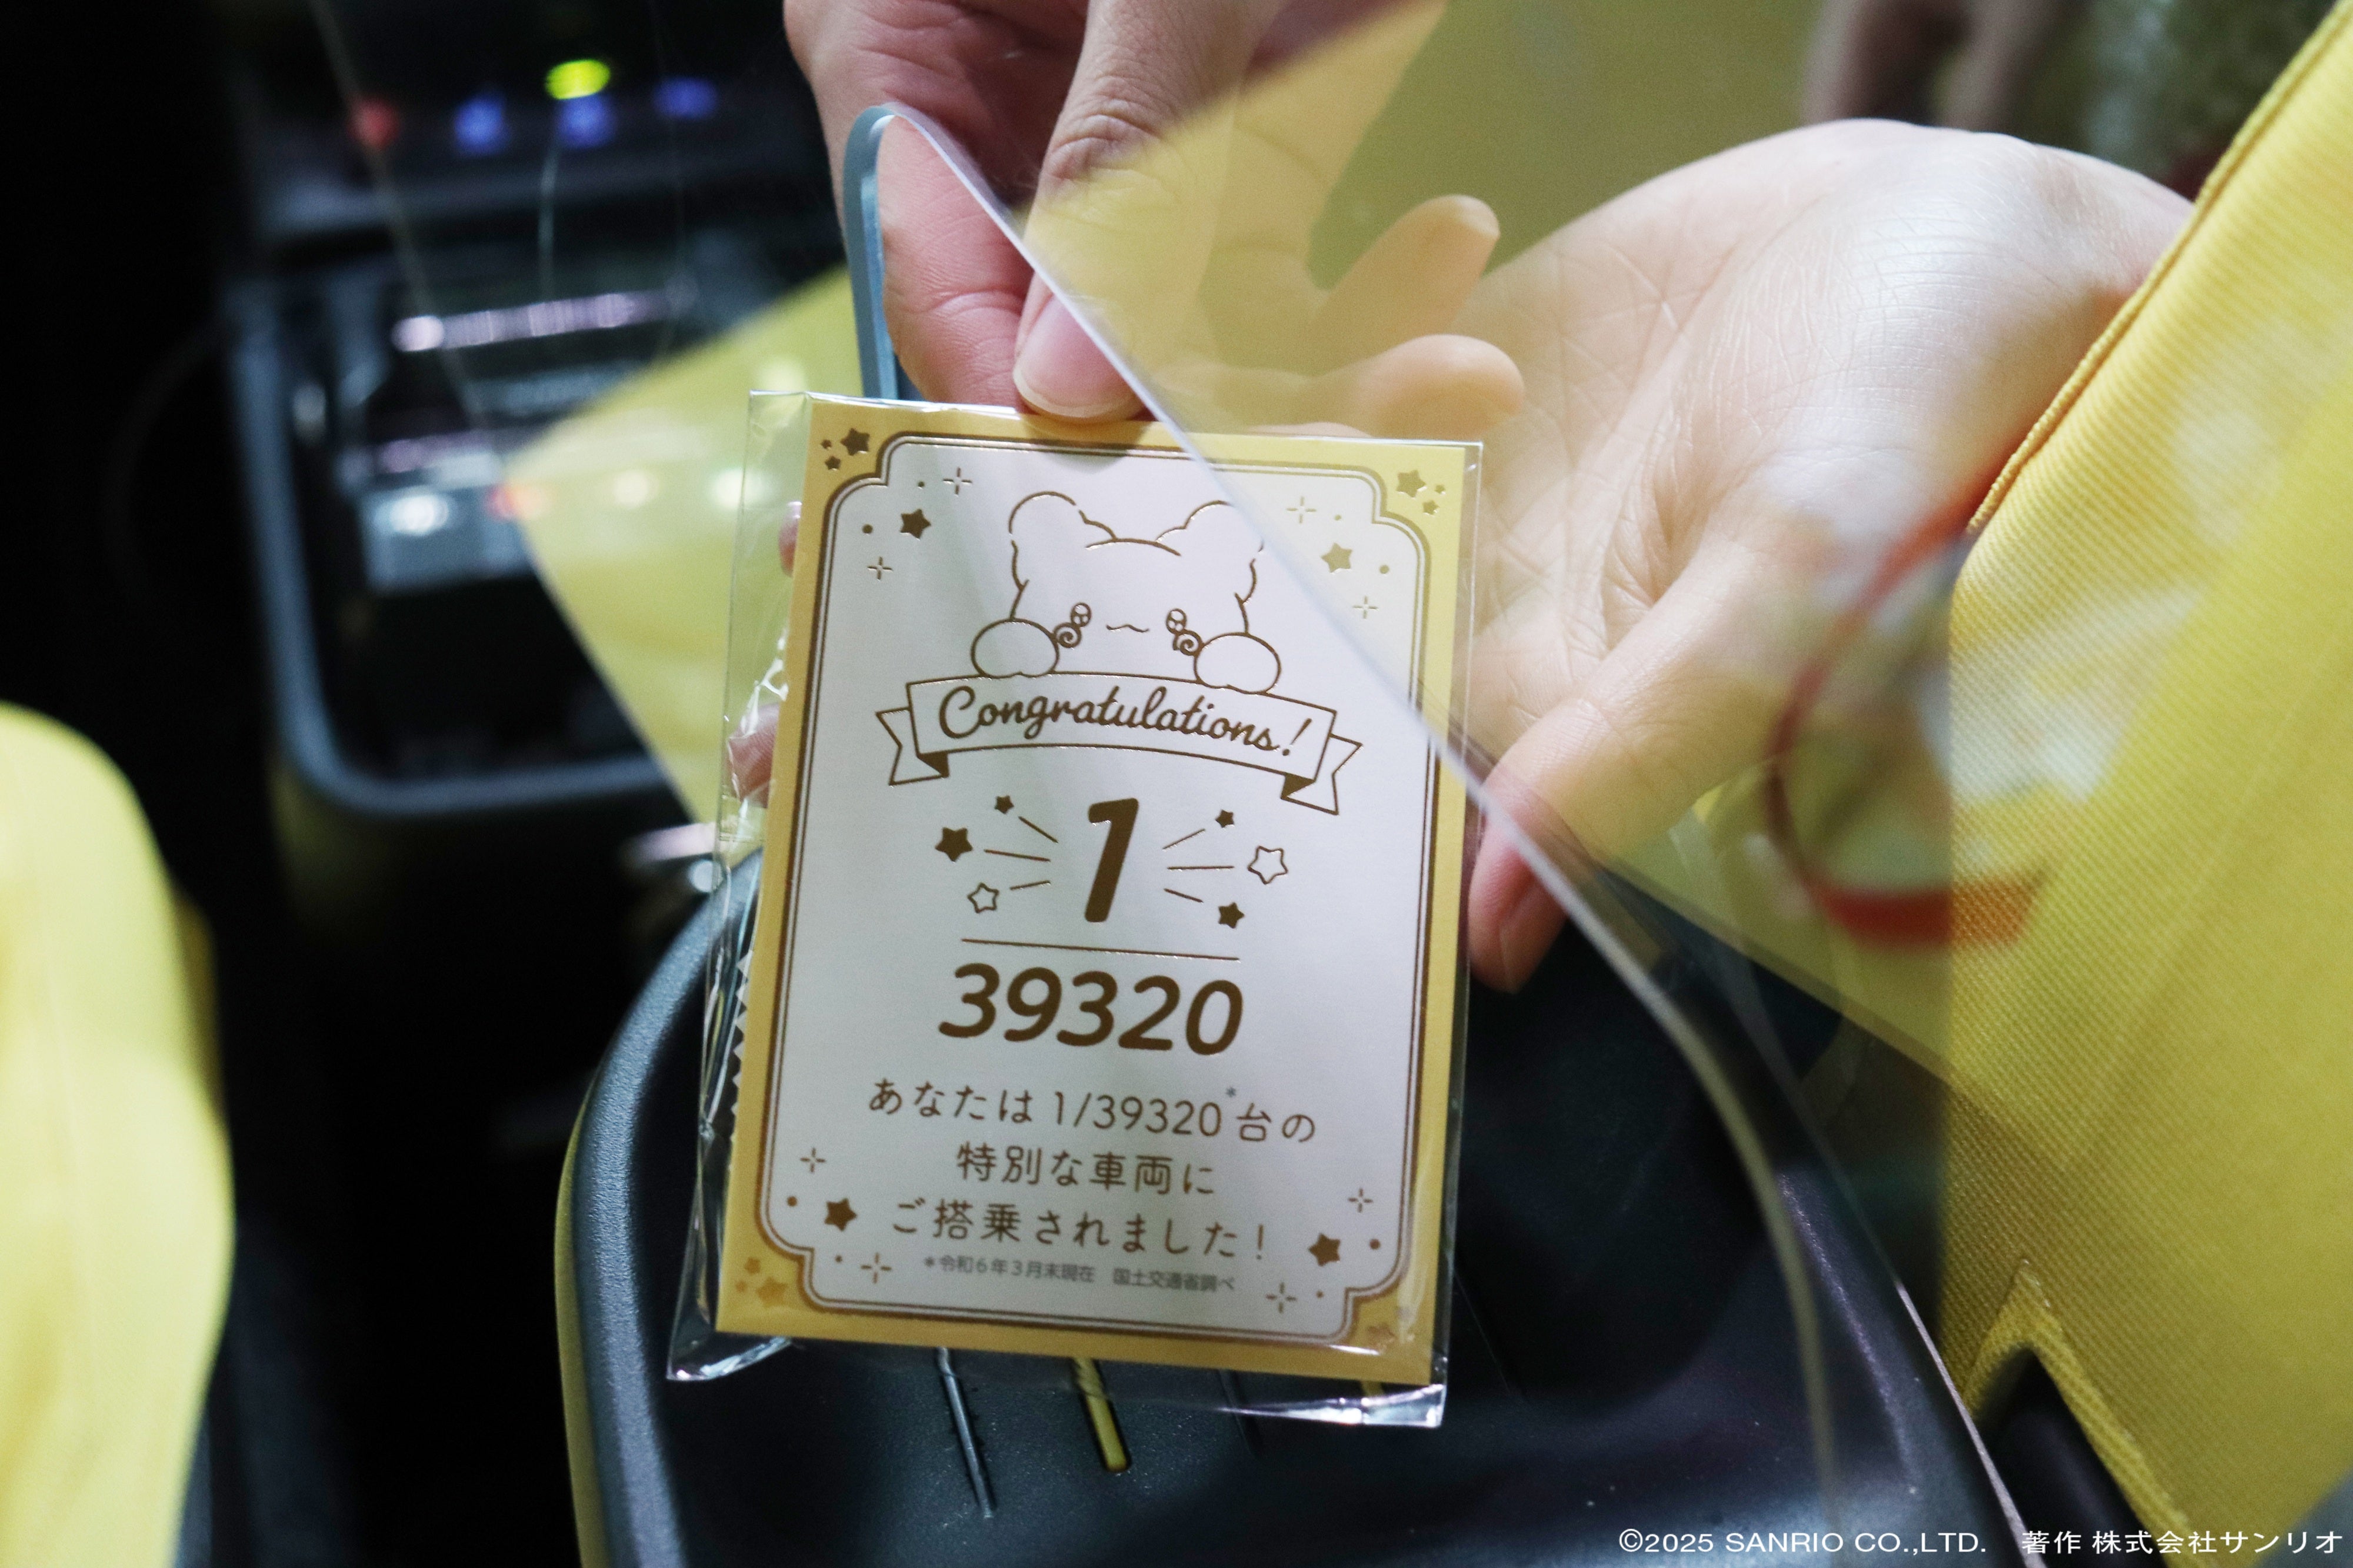 Congratulations!
1
39320
あなたは1/39320*台の
特別な車両に
ご搭乗されました!
*令和6年3月末現在 国土交通省調べ
©2025 SANRIO CO.,LTD. 著作 株式会社サンリオ